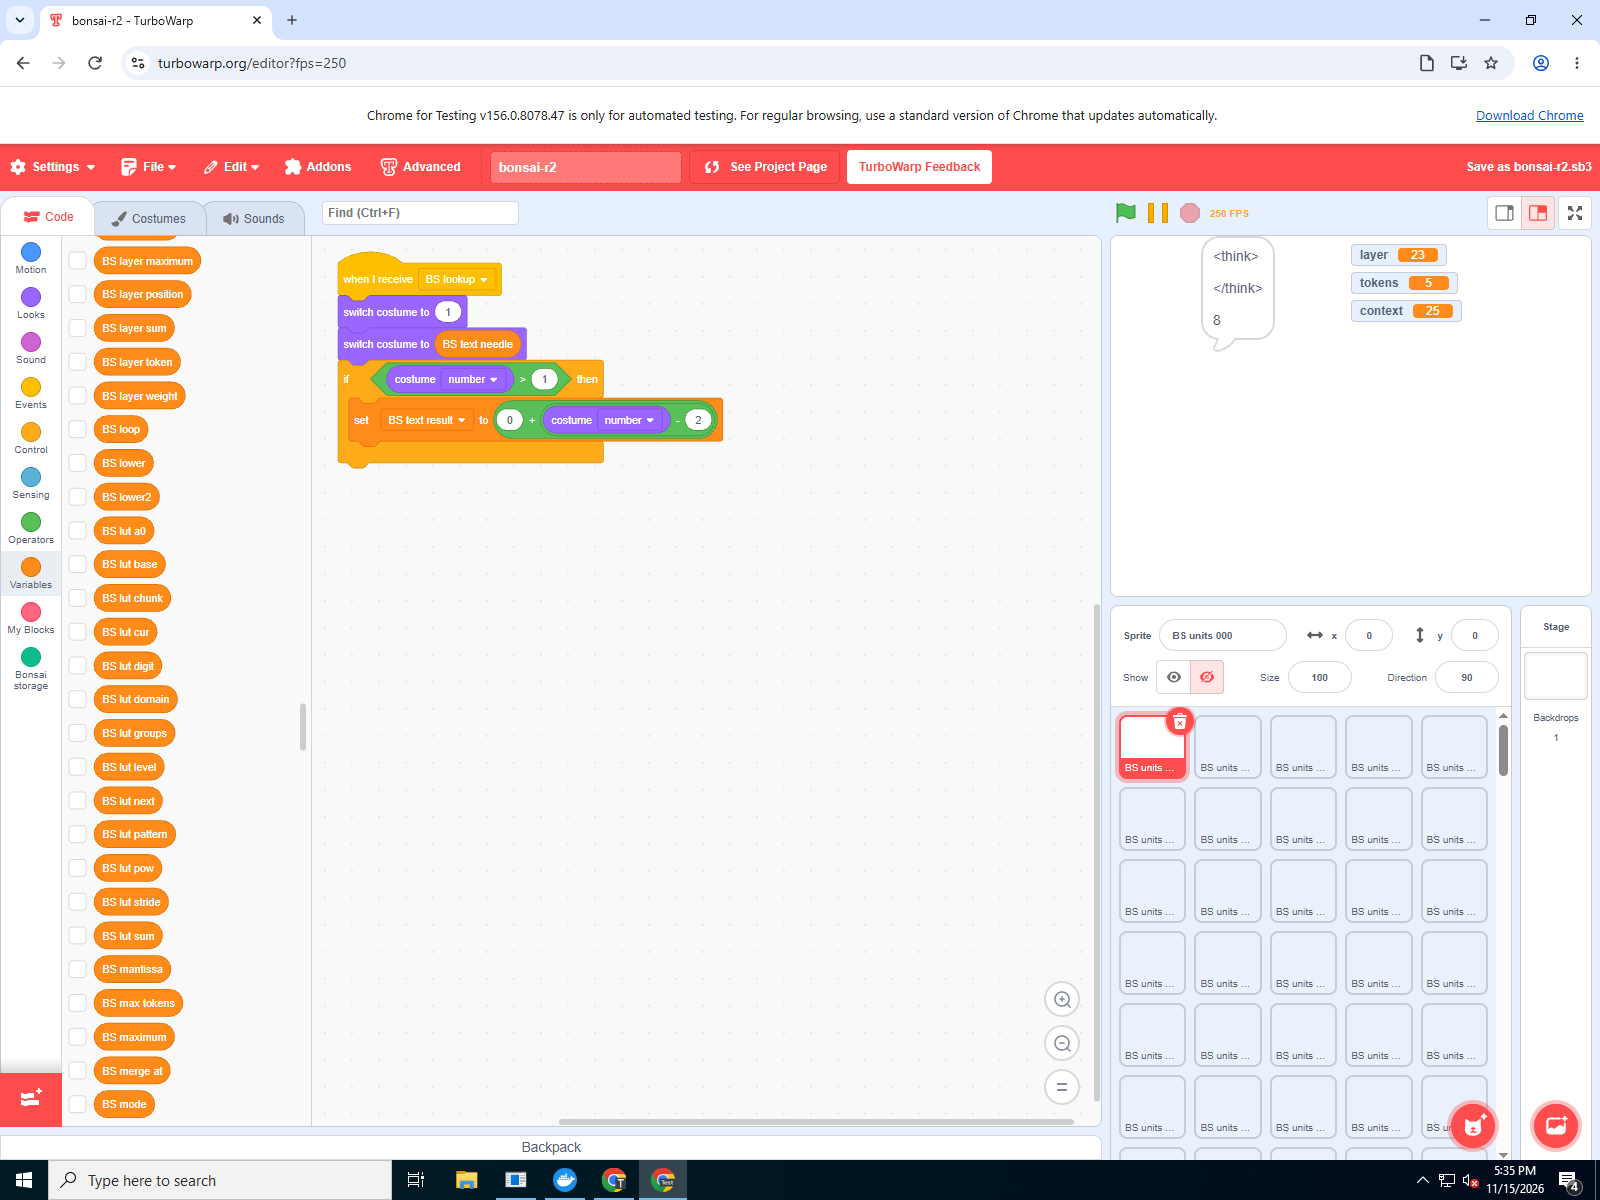 bonsai-r2 - TurboWarp
turbowarp.org/editor?fps=250
Chrome for Testing v156.0.8078.47 is only for automated testing. For regular browsing, use a standard version of Chrome that updates automatically.
Download Chrome
Settings
File
Edit
Addons
Advanced
bonsai-r2
See Project Page
TurboWarp Feedback
Save as bonsai-r2.sb3
Code
Costumes
Sounds
Find (Ctrl+F)
250 FPS
Motion
Looks
Sound
Events
Control
Sensing
Operators
Variables
My Blocks
Bonsai
storage
BS layer maximum
BS layer position
BS layer sum
BS layer token
BS layer weight
BS loop
BS lower
BS lower2
BS lut a0
BS lut base
BS lut chunk
BS lut cur
BS lut digit
BS lut domain
BS lut groups
BS lut level
BS lut next
BS lut pattern
BS lut pow
BS lut stride
BS lut sum
BS mantissa
BS max tokens
BS maximum
BS merge at
BS mode
when I receive BS lookup
switch costume to 1
switch costume to BS text needle
if costume number > 1 then
set BS text result to 0 + costume number - 2
<think>
</think>
8
layer 23
tokens 5
context 25
Sprite BS units 000 x 0 y 0
Show Size 100 Direction 90
Stage
Backdrops
1
BS units ... BS units ... BS units ... BS units ... BS units ...
BS units ... BS units ... BS units ... BS units ... BS units ...
BS units ... BS units ... BS units ... BS units ... BS units ...
BS units ... BS units ... BS units ... BS units ... BS units ...
BS units ... BS units ... BS units ... BS units ... BS units ...
BS units ... BS units ... BS units ... BS units ... BS
Backpack
Type here to search
5:35 PM
11/15/2026
4